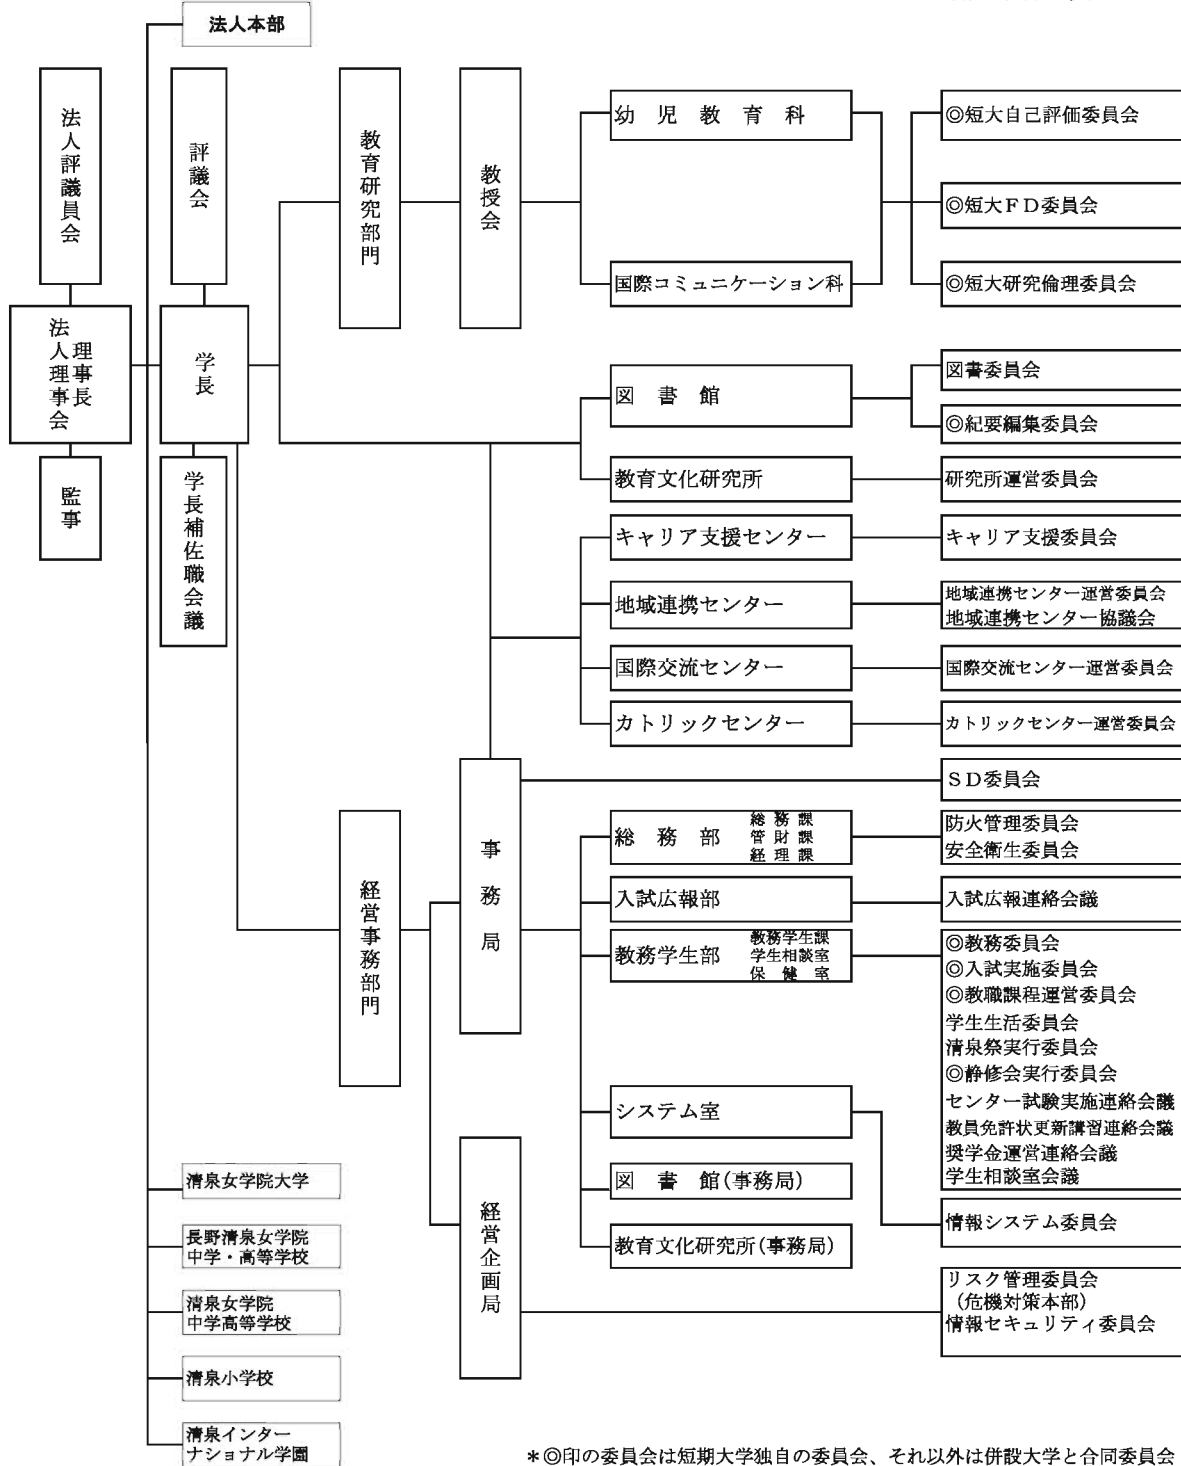 法人本部
法人評議員会
評議会
教育研究部門
教授会
幼児教育科
国際コミュニケーション科
◎短大自己評価委員会
◎短大ＦＤ委員会
◎短大研究倫理委員会
法人理事会
理事長
学長
監事
学長補佐職会議
図書館
図書委員会
◎紀要編集委員会
教育文化研究所
研究所運営委員会
キャリア支援センター
キャリア支援委員会
地域連携センター
地域連携センター運営委員会
地域連携センター協議会
国際交流センター
国際交流センター運営委員会
カトリックセンター
カトリックセンター運営委員会
経営事務部門
事務局
ＳＤ委員会
総務部
総務課
管財課
経理課
防火管理委員会
安全衛生委員会
入試広報部
入試広報連絡会議
教務学生部
教務学生課
学生相談室
保健室
◎教務委員会
◎入試実施委員会
◎教職課程運営委員会
学生生活委員会
清泉祭実行委員会
◎静修会実行委員会
センター試験実施連絡会議
教員免許状更新講習連絡会議
奨学金運営連絡会議
学生相談室会議
システム室
情報システム委員会
図書館(事務局)
教育文化研究所(事務局)
経営企画局
リスク管理委員会
(危機対策本部)
情報セキュリティ委員会
清泉女学院大学
長野清泉女学院
中学・高等学校
清泉女学院
中学高等学校
清泉小学校
清泉インター
ナショナル学園
＊◎印の委員会は短期大学独自の委員会、それ以外は併設大学と合同委員会